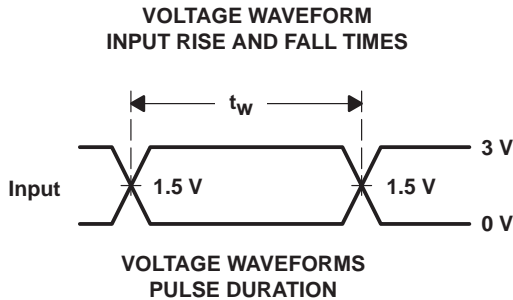 VOLTAGE WAVEFORM
INPUT RISE AND FALL TIMES
tw
3 V
Input
1.5 V
1.5 V
0 V
VOLTAGE WAVEFORMS
PULSE DURATION